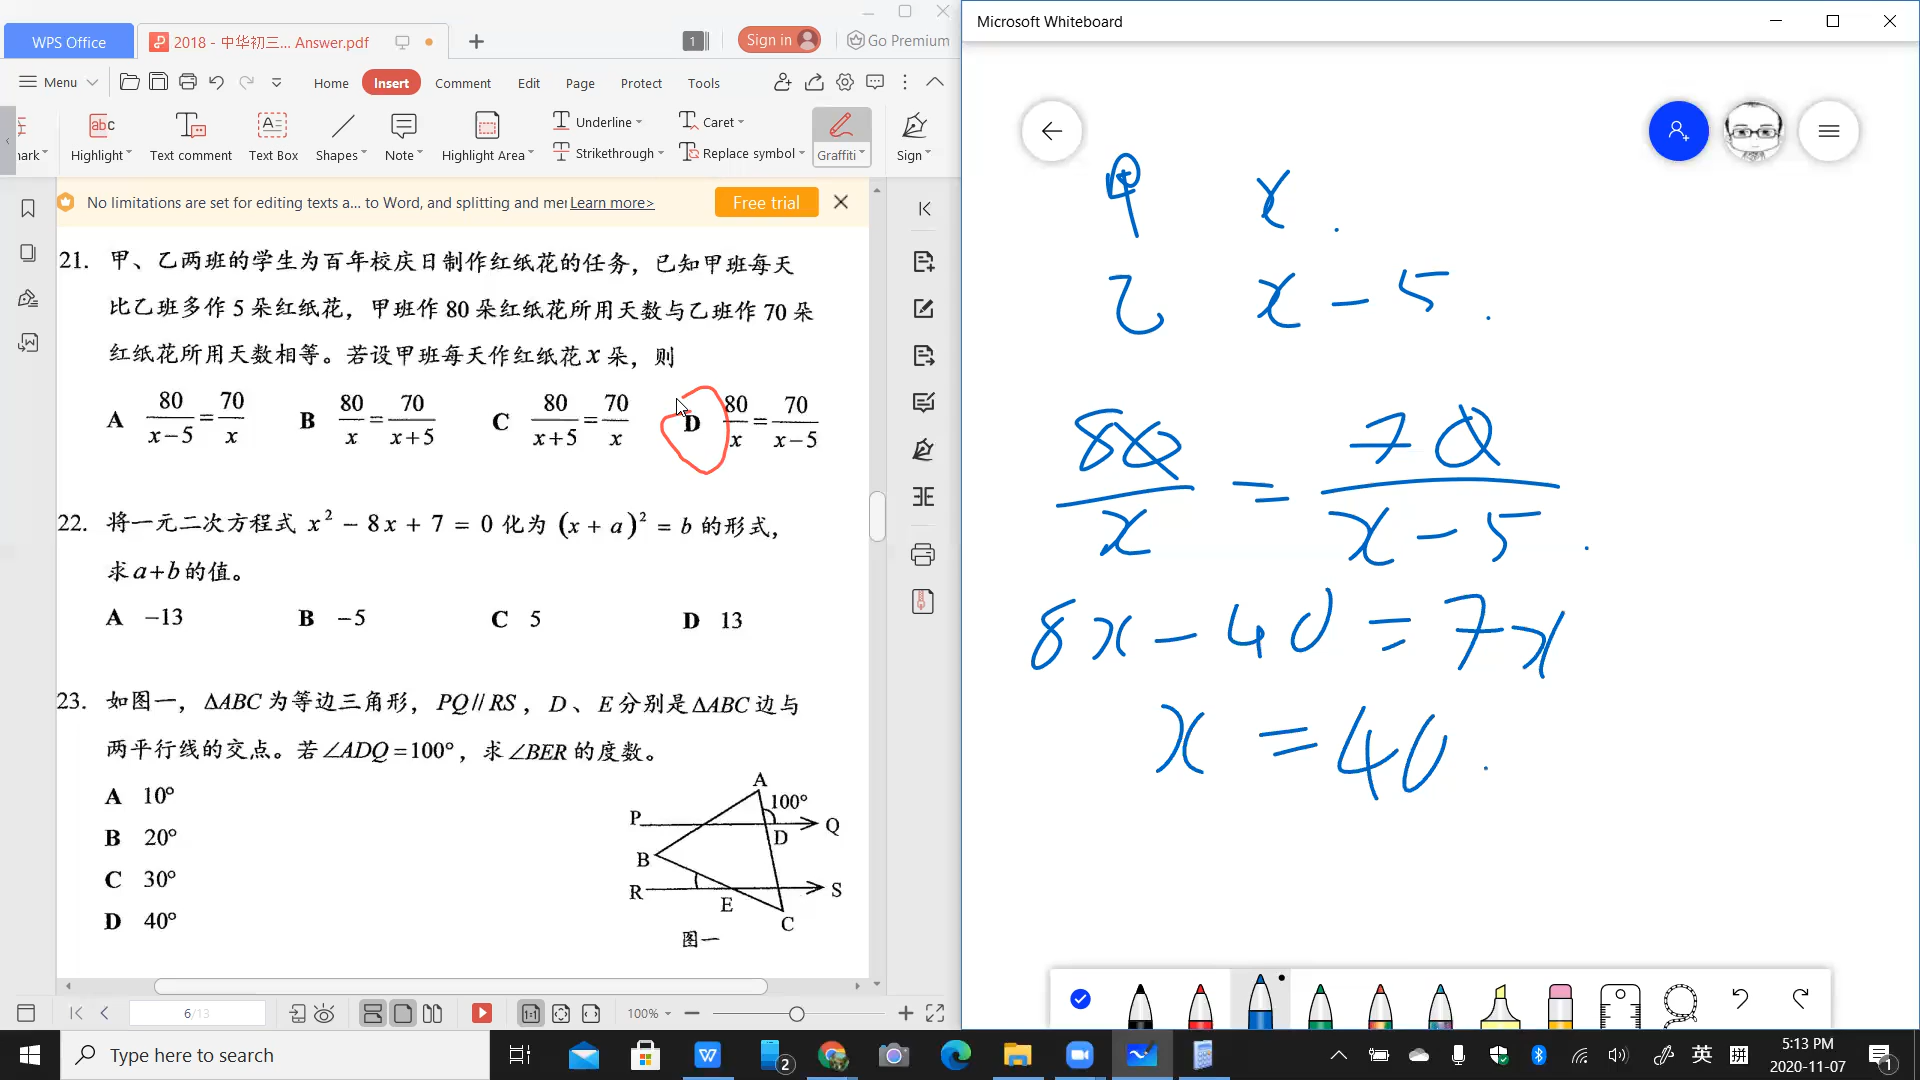 WPS Office
2018 - 中华初三... Answer.pdf
1
Sign in
Go Premium
Menu
Home
Insert
Comment
Edit
Page
Protect
Tools
nark
Highlight
Text comment
Text Box
Shapes
Note
Highlight Area
Underline
Strikethrough
Caret
Replace symbol
Graffiti
Sign
No limitations are set for editing texts a... to Word, and splitting and mer Learn more>
Free trial
21. 甲、乙两班的学生为百年校庆日制作红纸花的任务，已知甲班每天
比乙班多作 5 朵红纸花，甲班作 80 朵红纸花所用天数与乙班作 70 朵
红纸花所用天数相等。若设甲班每天作红纸花 x 朵，则
A 80/(x−5) = 70/x B 80/x = 70/(x+5) C 80/(x+5) = 70/x D 80/x = 70/(x−5)
22. 将一元二次方程式 x² − 8x + 7 = 0 化为 (x + a)² = b 的形式，
求 a+b 的值。
A −13 B −5 C 5 D 13
23. 如图一，ΔABC 为等边三角形，PQ // RS，D、E 分别是 ΔABC 边与
两平行线的交点。若 ∠ADQ = 100°，求 ∠BER 的度数。
A 10°
B 20°
C 30°
D 40°
A
100°
P
Q
D
B
R
S
E
C
图一
6/13
100%
Microsoft Whiteboard
甲 x .
乙 x − 5 .
80/x = 70/(x − 5) .
8x − 40 = 7x
x = 40 .
Type here to search
2
英
拼
5:13 PM
2020-11-07
1